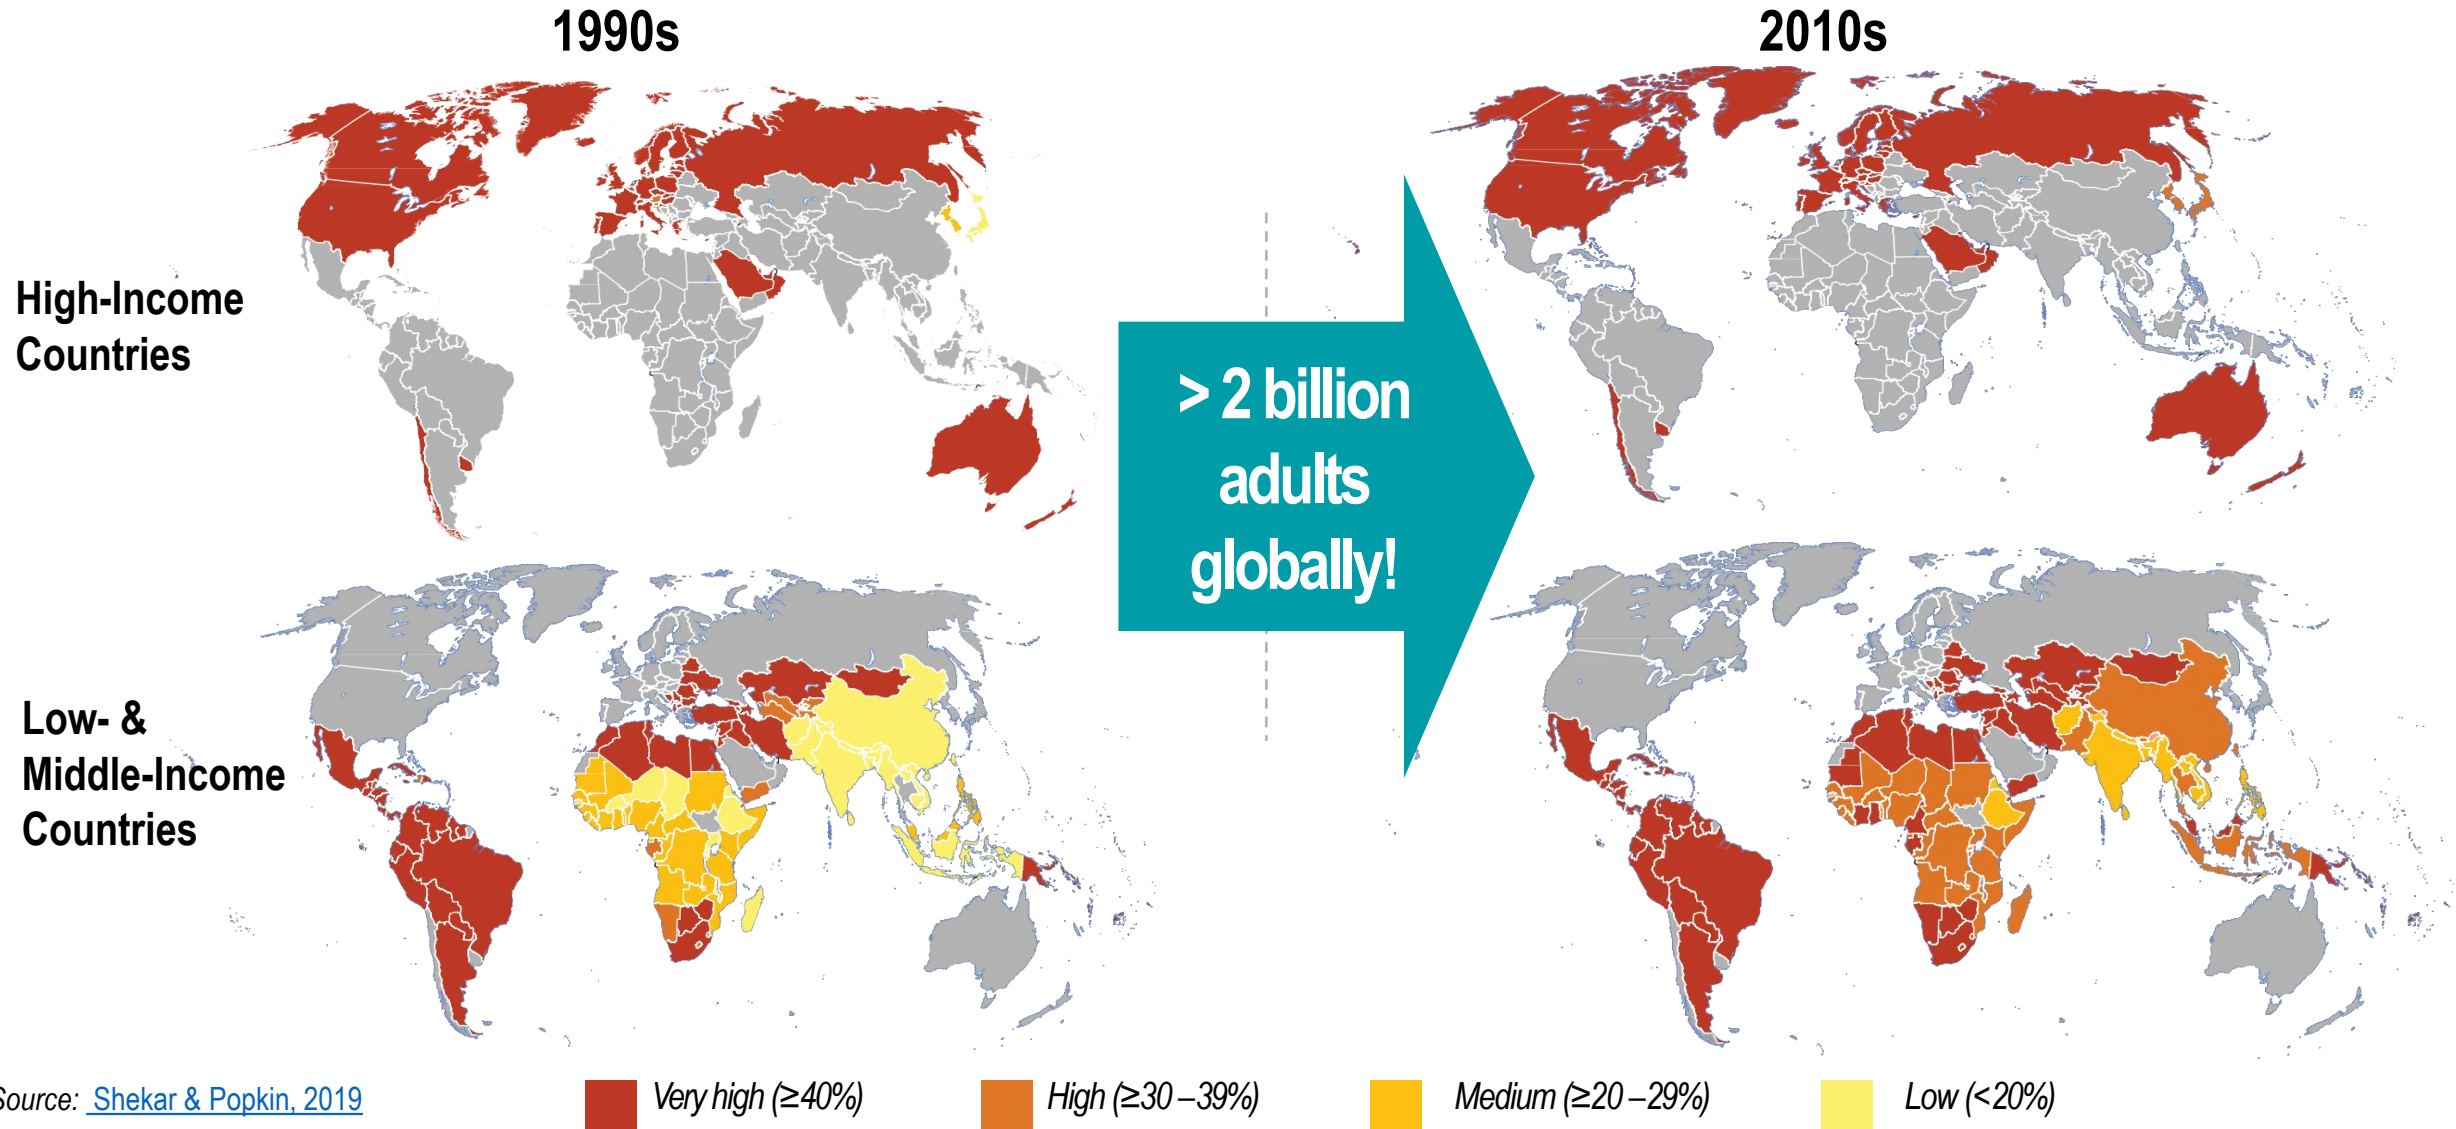 1990s
2010s
High-Income
Countries
> 2 billion
adults
globally!
Low- &
Middle-Income
Countries
Source: Shekar & Popkin, 2019
Very high (≥40%)
High (≥30 –39%)
Medium (≥20 –29%)
Low (<20%)